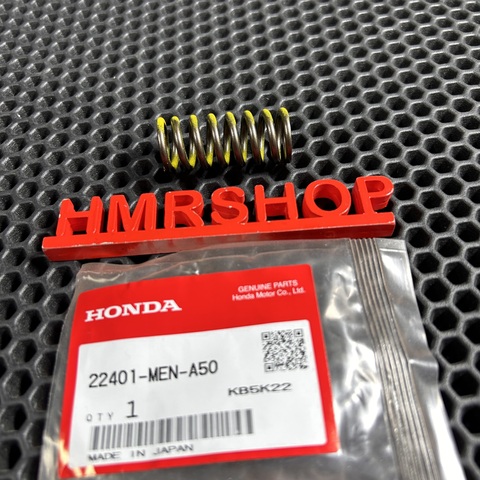 HMRSHOP
GENUINE PARTS
Honda Motor Co., Ltd.
HONDA
22401-MEN-A50
KB5K22
QTY 1
MADE IN JAPAN